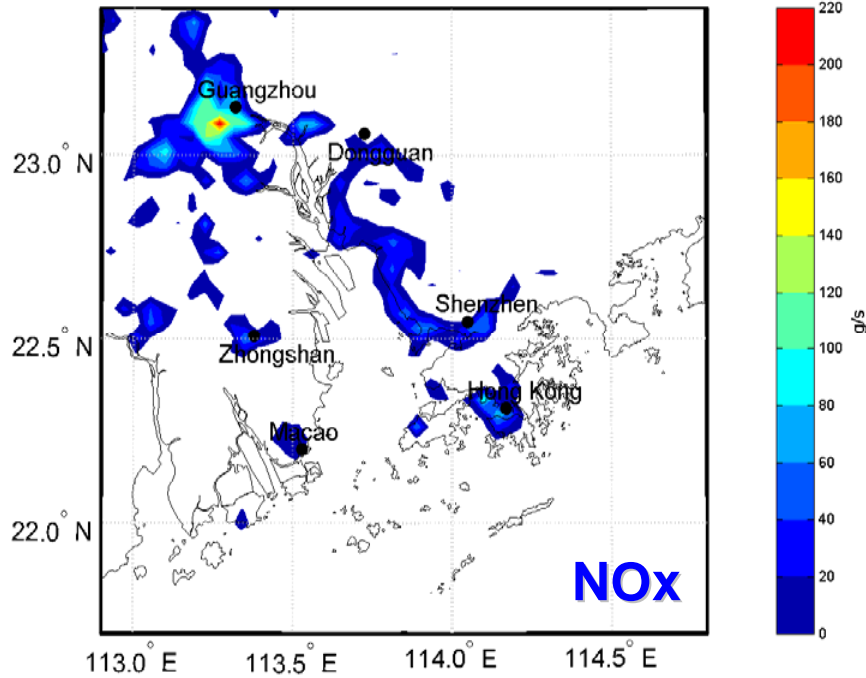 220
200
180
160
140
120
100
80
60
40
20
0
g/s
Guangzhou
Dongguan
23.0° N
Shenzhen
22.5° N
Zhongshan
Hong Kong
Macao
22.0° N
NOx
113.0° E
113.5° E
114.0° E
114.5° E